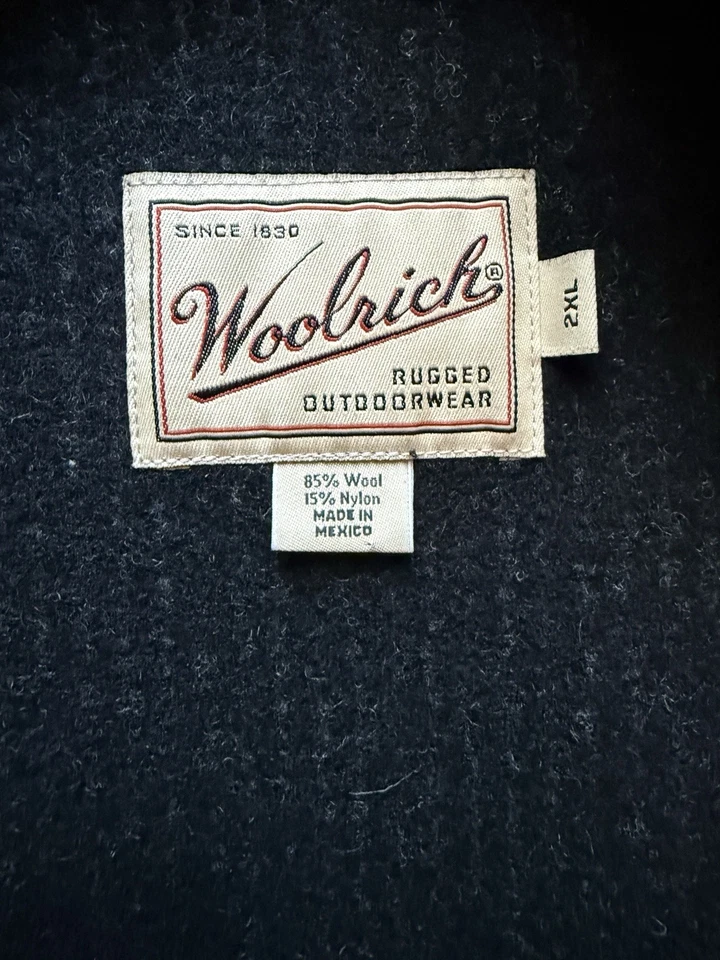 SINCE 1830
Woolrich®
RUGGED
OUTDOORWEAR
2XL
85% Wool
15% Nylon
MADE IN
MEXICO